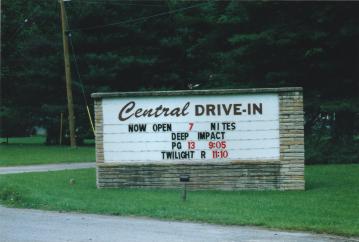 Central DRIVE-IN
NOW OPEN 7 NITES
DEEP IMPACT
PG 13 9:05
TWILIGHT R 11:10